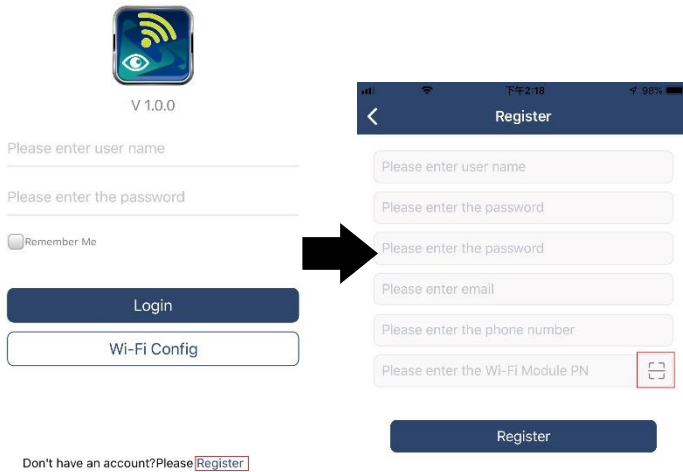 V 1.0.0
Please enter user name
Please enter the password
Remember Me
Login
Wi-Fi Config
Don't have an account?Please Register
下午2:18
98%
Register
Please enter user name
Please enter the password
Please enter the password
Please enter email
Please enter the phone number
Please enter the Wi-Fi Module PN
Register